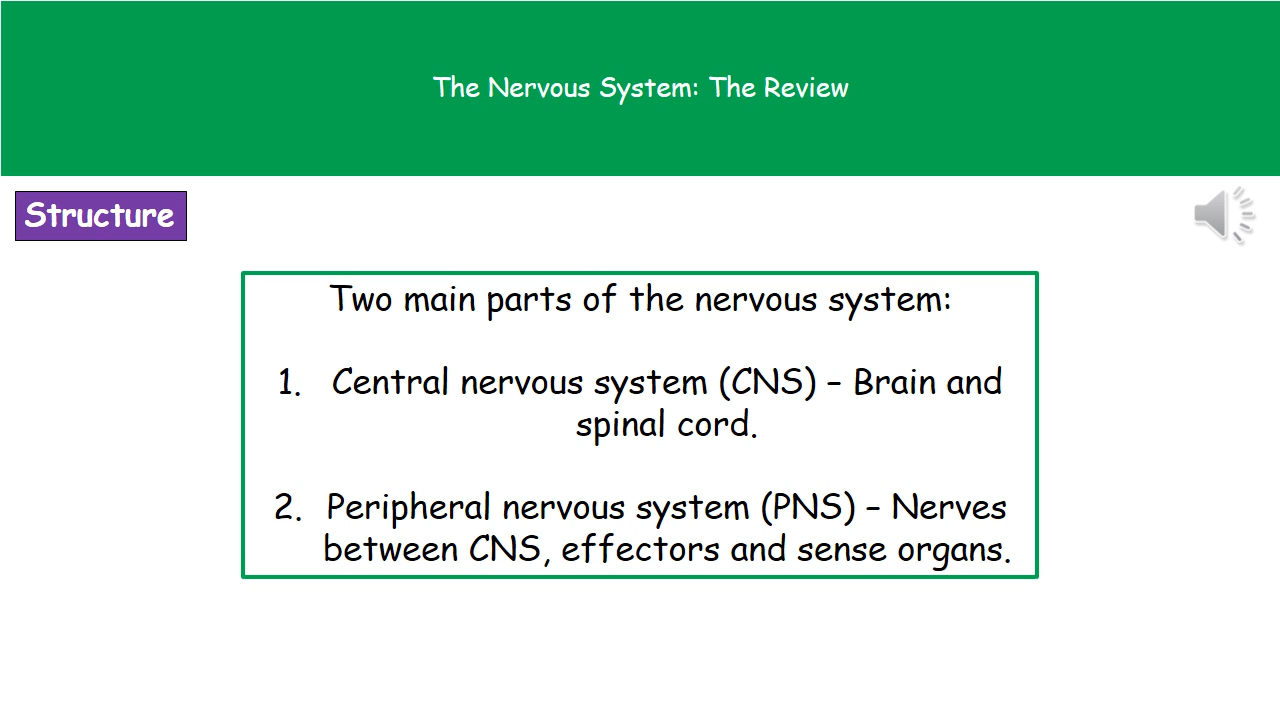 The Nervous System: The Review
Structure
Two main parts of the nervous system:
1. Central nervous system (CNS) – Brain and
spinal cord.
2. Peripheral nervous system (PNS) – Nerves
between CNS, effectors and sense organs.